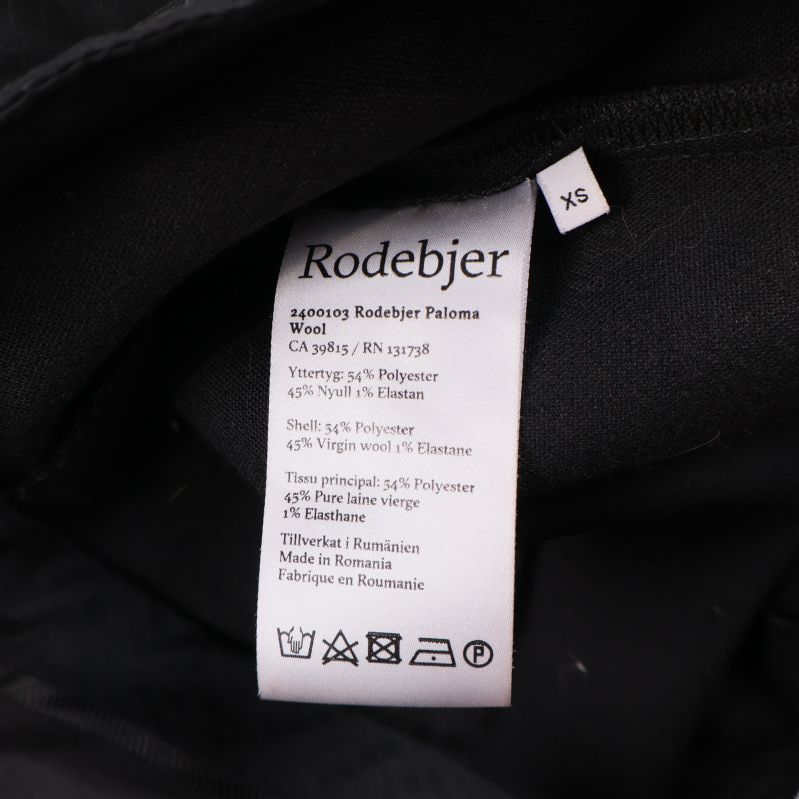 XS
Rodebjer
2400103 Rodebjer Paloma
Wool
CA 39815 / RN 131738
Yttertyg: 54% Polyester
45% Nyull 1% Elastan
Shell: 54% Polyester
45% Virgin wool 1% Elastane
Tissu principal: 54% Polyester
45% Pure laine vierge
1% Elasthane
Tillverkat i Rumänien
Made in Romania
Fabrique en Roumanie
P